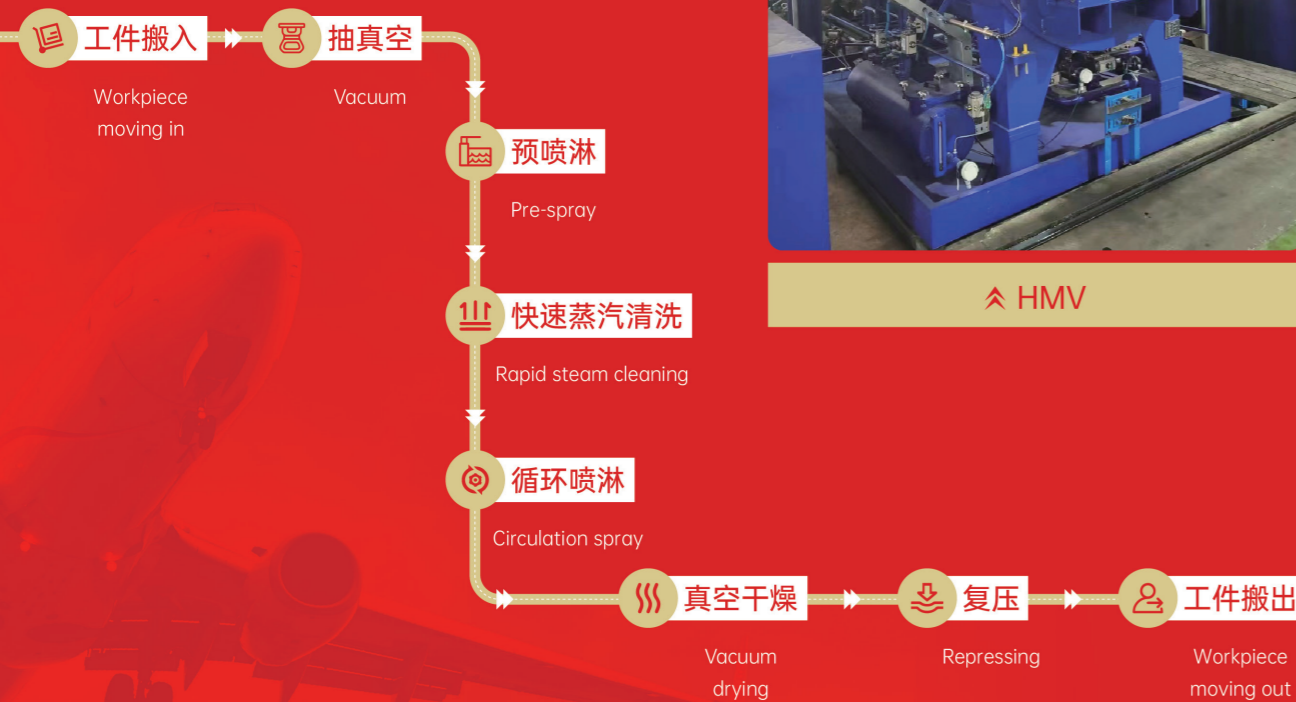 工件搬入
Workpiece
moving in
抽真空
Vacuum
预喷淋
Pre-spray
快速蒸汽清洗
Rapid steam cleaning
循环喷淋
Circulation spray
真空干燥
Vacuum
drying
复压
Repressing
工件搬出
Workpiece
moving out
HMV